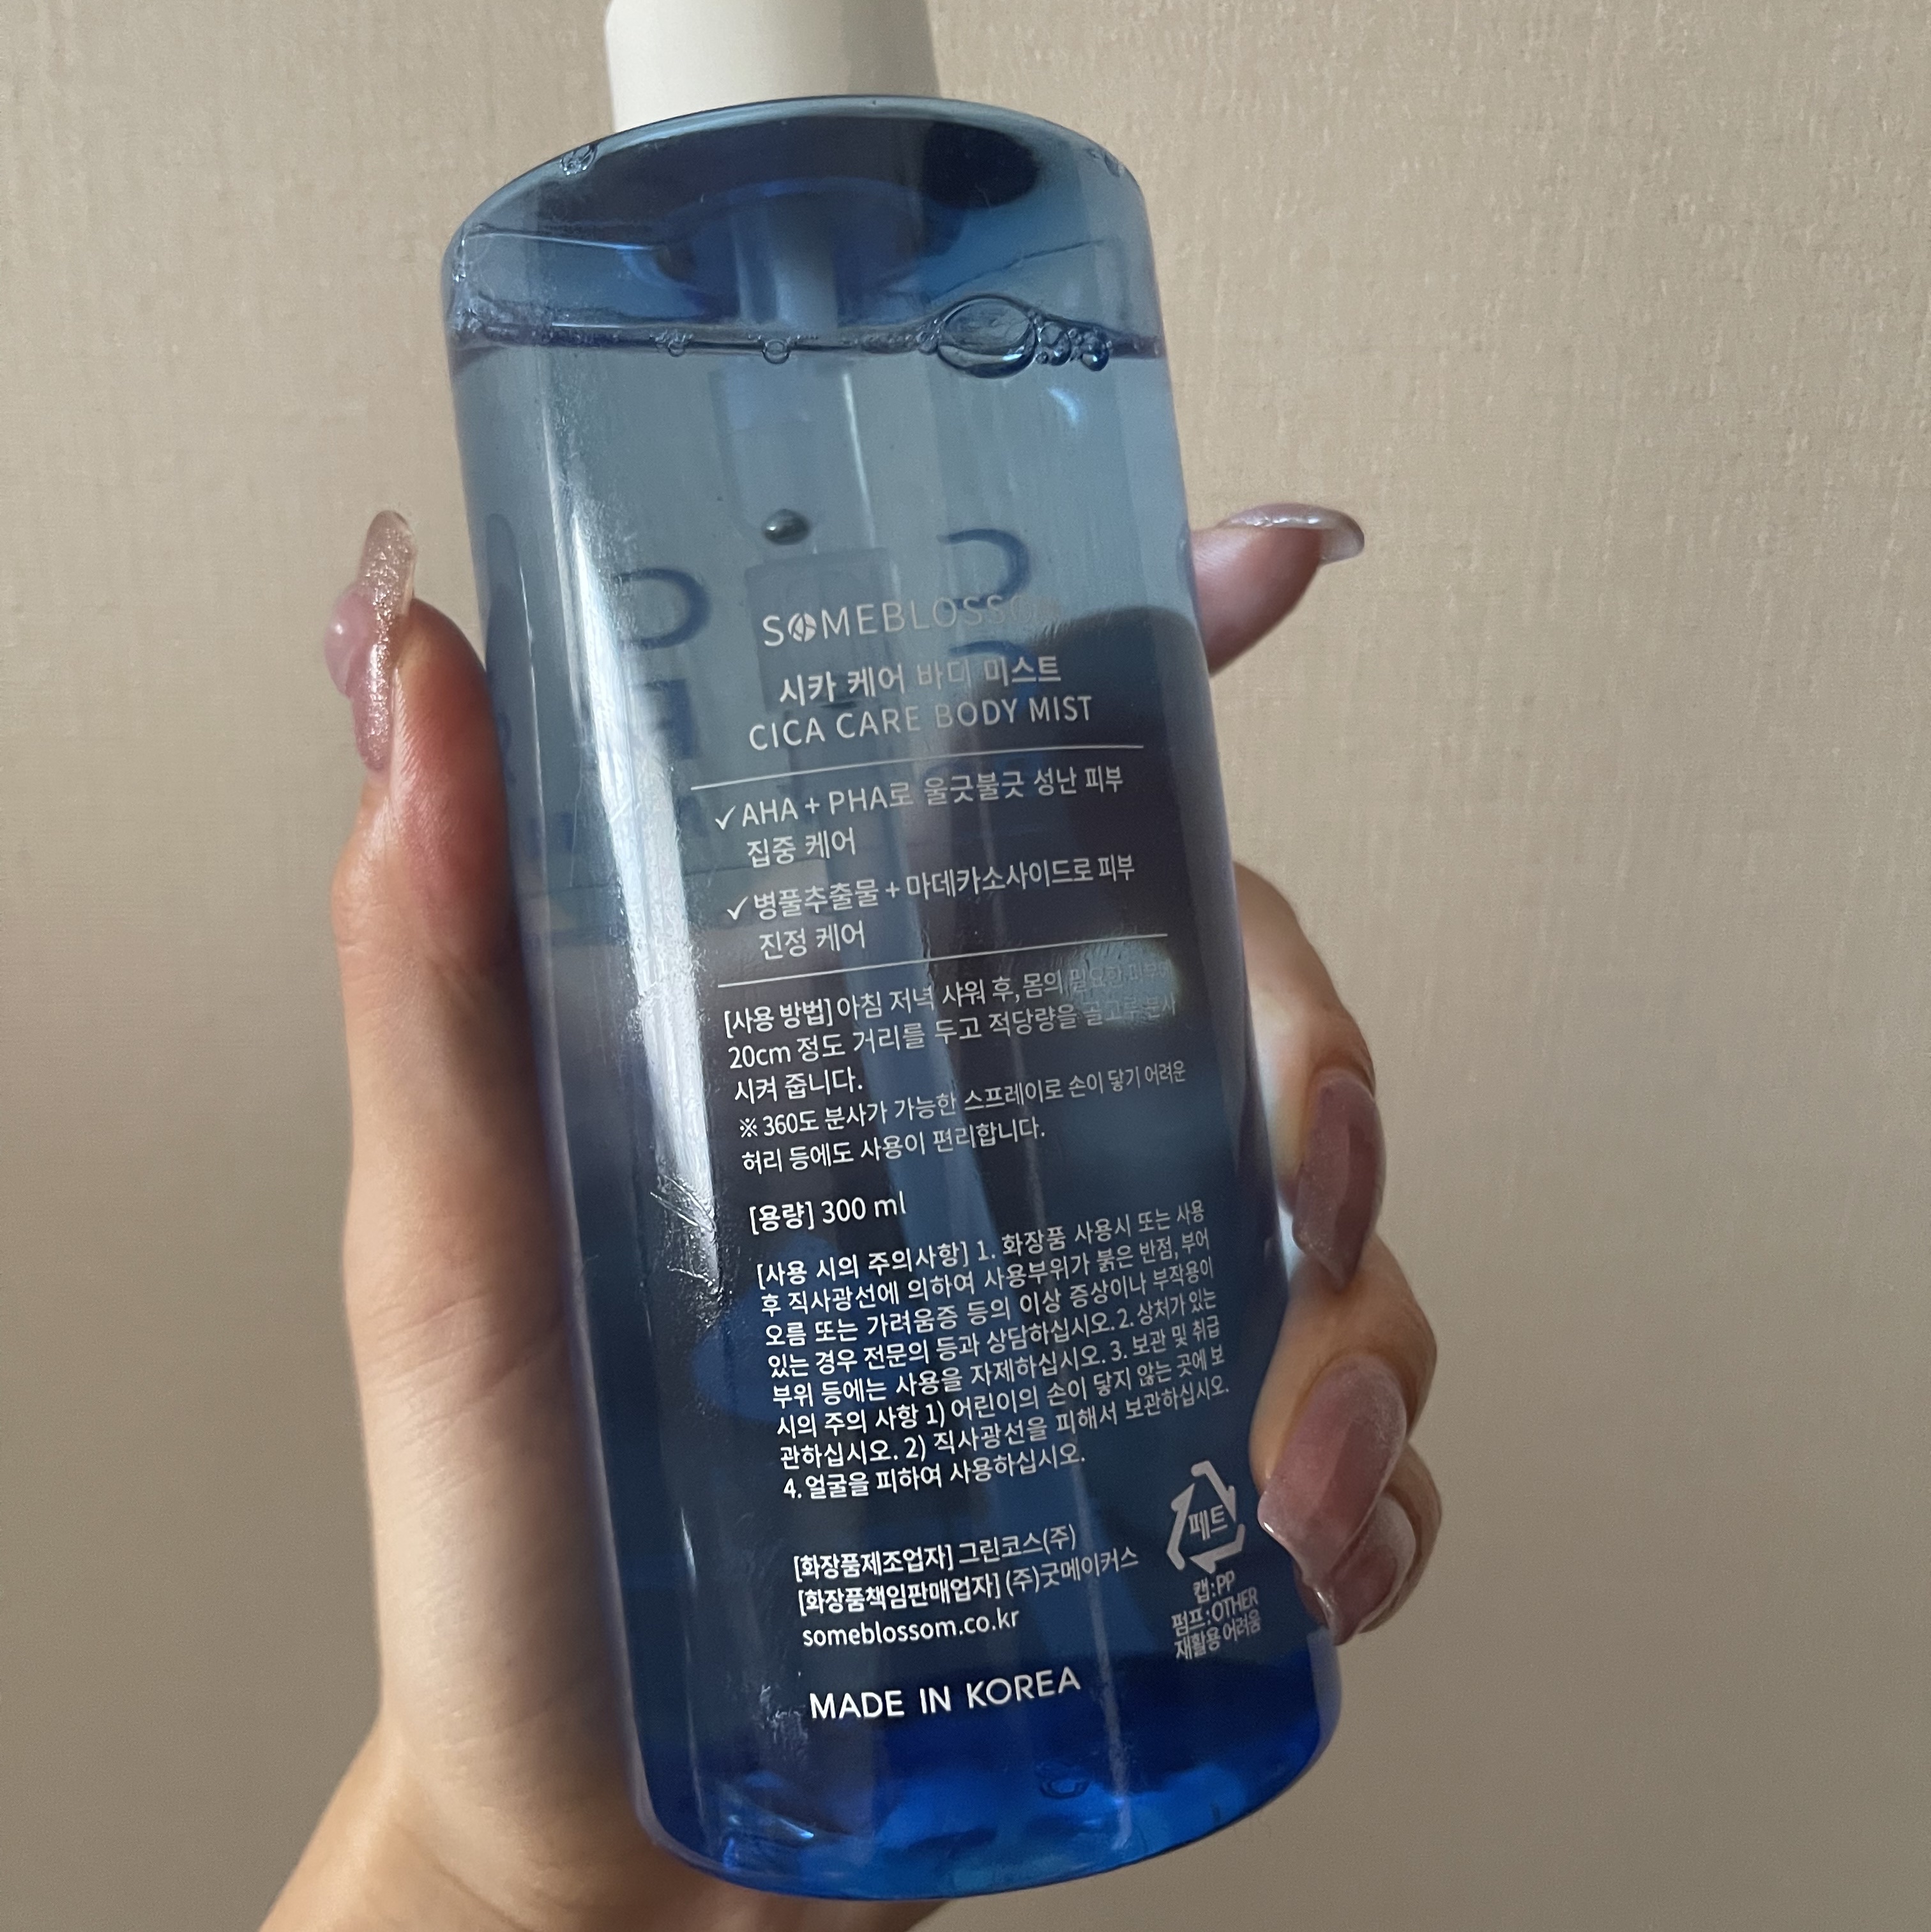 SOMEBLOSSOM
시카 케어 바디 미스트
CICA CARE BODY MIST
✓ AHA + PHA로 울긋불긋 성난 피부
집중 케어
✓ 병풀추출물 + 마데카소사이드로 피부
진정 케어
[사용 방법] 아침 저녁 샤워 후, 몸의 필요한 부위에
20cm 정도 거리를 두고 적당량을 골고루 분사
시켜 줍니다.
※ 360도 분사가 가능한 스프레이로 손이 닿기 어려운
허리 등에도 사용이 편리합니다.
[용량] 300 ml
[사용 시의 주의사항] 1. 화장품 사용시 또는 사용
후 직사광선에 의하여 사용부위가 붉은 반점, 부어
오름 또는 가려움증 등의 이상 증상이나 부작용이
있는 경우 전문의 등과 상담하십시오. 2. 상처가 있는
부위 등에는 사용을 자제하십시오. 3. 보관 및 취급
시의 주의 사항 1) 어린이의 손이 닿지 않는 곳에 보
관하십시오. 2) 직사광선을 피해서 보관하십시오.
4. 얼굴을 피하여 사용하십시오.
[화장품제조업자] 그린코스(주)
[화장품책임판매업자] (주)굿메이커스
someblossom.co.kr
MADE IN KOREA
페트
캡:PP
펌프:OTHER
재활용 어려움